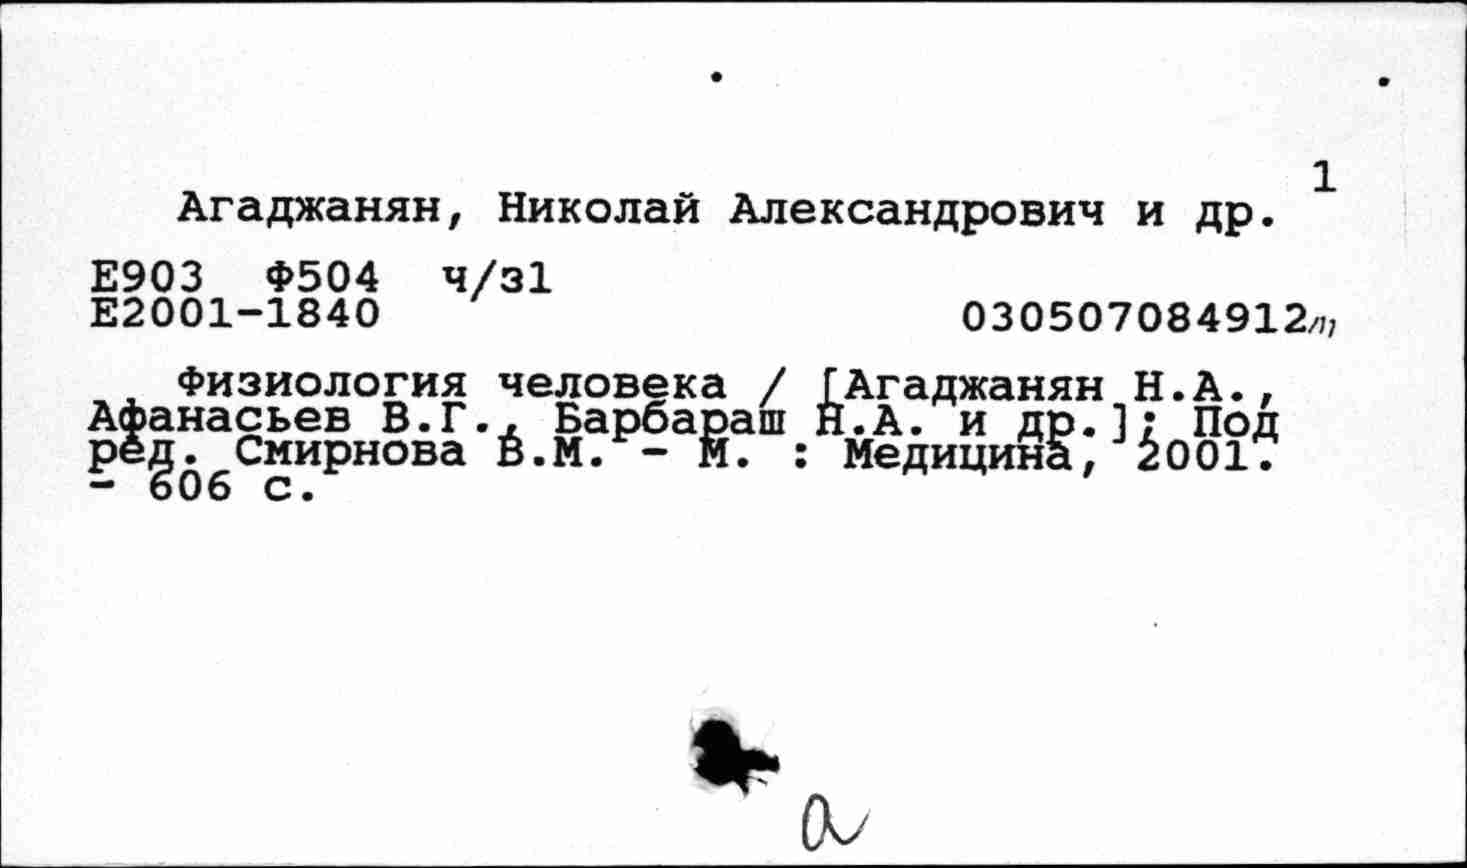 1
Агаджанян, Николай Александрович и др.
Е903 Ф504 ч/з1
Е2001-1840 030507084912
Физиология человека / [Агаджанян Н.А.,
Афанасьев В.Г., Барбараш Н.А. и др.]; Под
ред. Смирнова В.М. - М. : Медицина, 2001.
- 606 с.
а